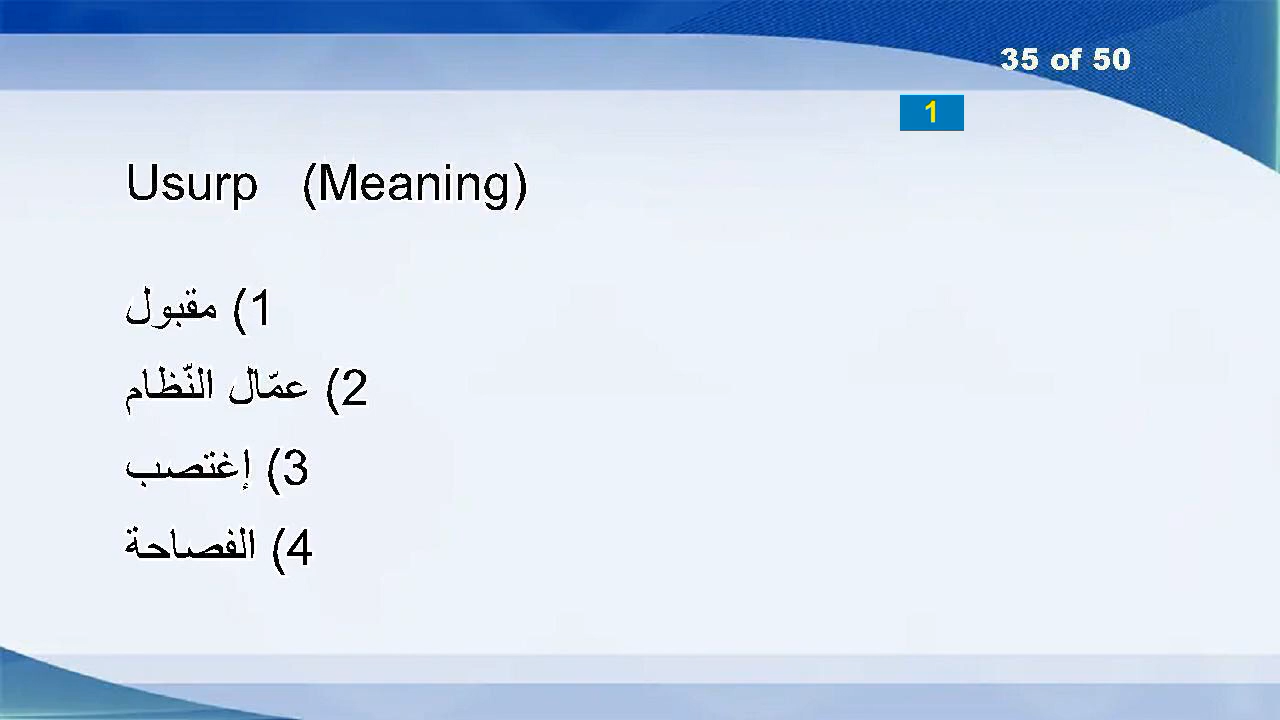 35 of 50
1
Usurp (Meaning)
1) مقبول
2) عمّال النّظام
3) إغتصب
4) الفصاحة